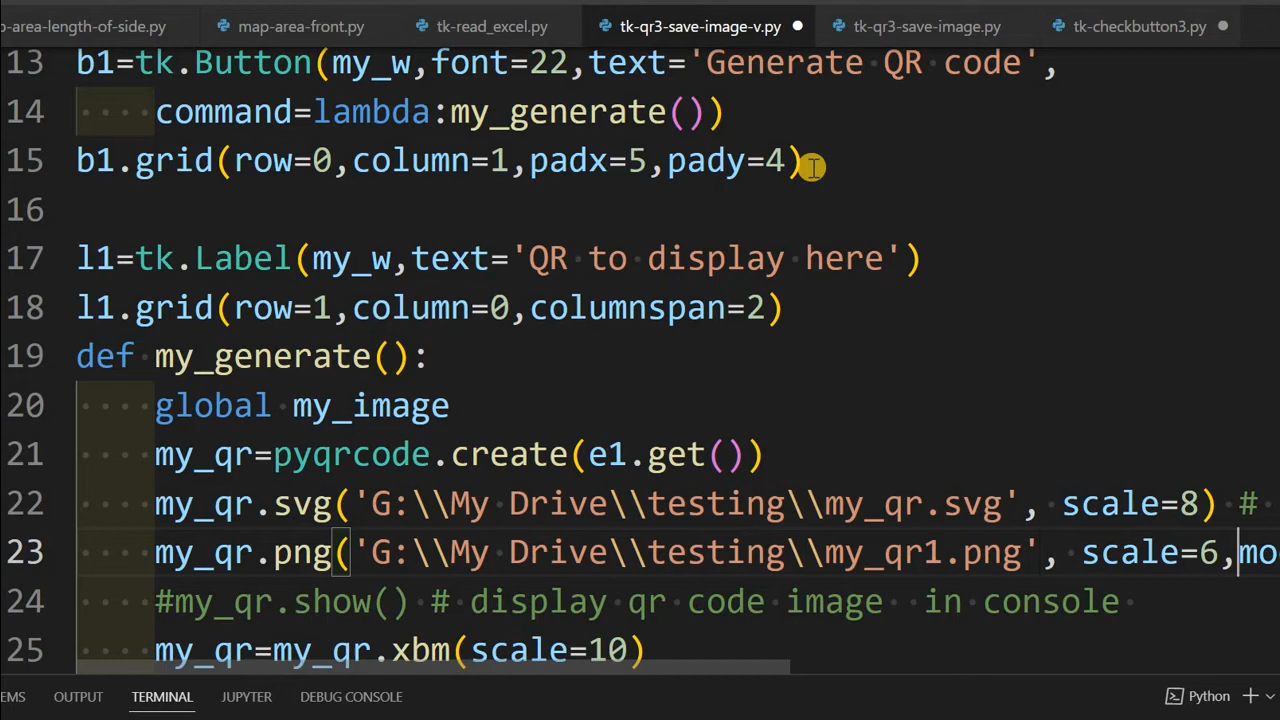 p-area-length-of-side.py map-area-front.py tk-read_excel.py tk-qr3-save-image-v.py tk-qr3-save-image.py tk-checkbutton3.py
13 b1=tk.Button(my_w,font=22,text='Generate QR code',
14 command=lambda:my_generate())
15 b1.grid(row=0,column=1,padx=5,pady=4)
16
17 l1=tk.Label(my_w,text='QR to display here')
18 l1.grid(row=1,column=0,columnspan=2)
19 def my_generate():
20 global my_image
21 my_qr=pyqrcode.create(e1.get())
22 my_qr.svg('G:\\My Drive\\testing\\my_qr.svg', scale=8) #
23 my_qr.png('G:\\My Drive\\testing\\my_qr1.png', scale=6,mo
24 #my_qr.show() # display qr code image  in console
25 my_qr=my_qr.xbm(scale=10)
EMS OUTPUT TERMINAL JUPYTER DEBUG CONSOLE Python